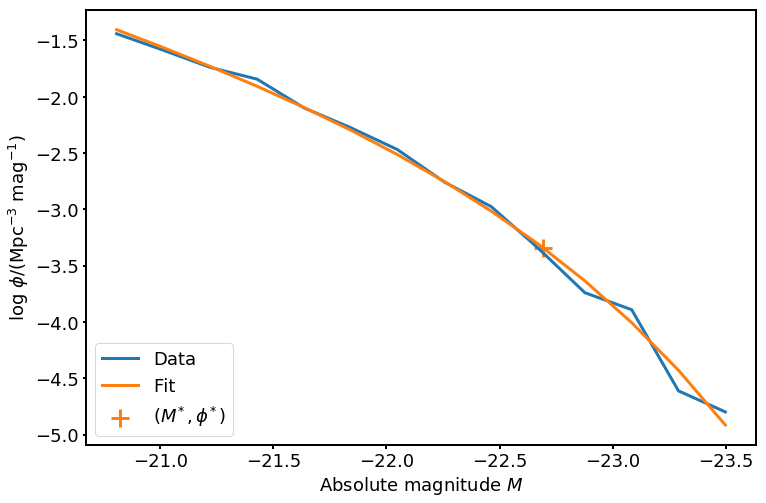 −1.5
−2.0
−2.5
−3.0
−3.5
−4.0
−4.5
−5.0
log ϕ/(Mpc⁻³ mag⁻¹)
Data
Fit
(M*, ϕ*)
−21.0 −21.5 −22.0 −22.5 −23.0 −23.5
Absolute magnitude M